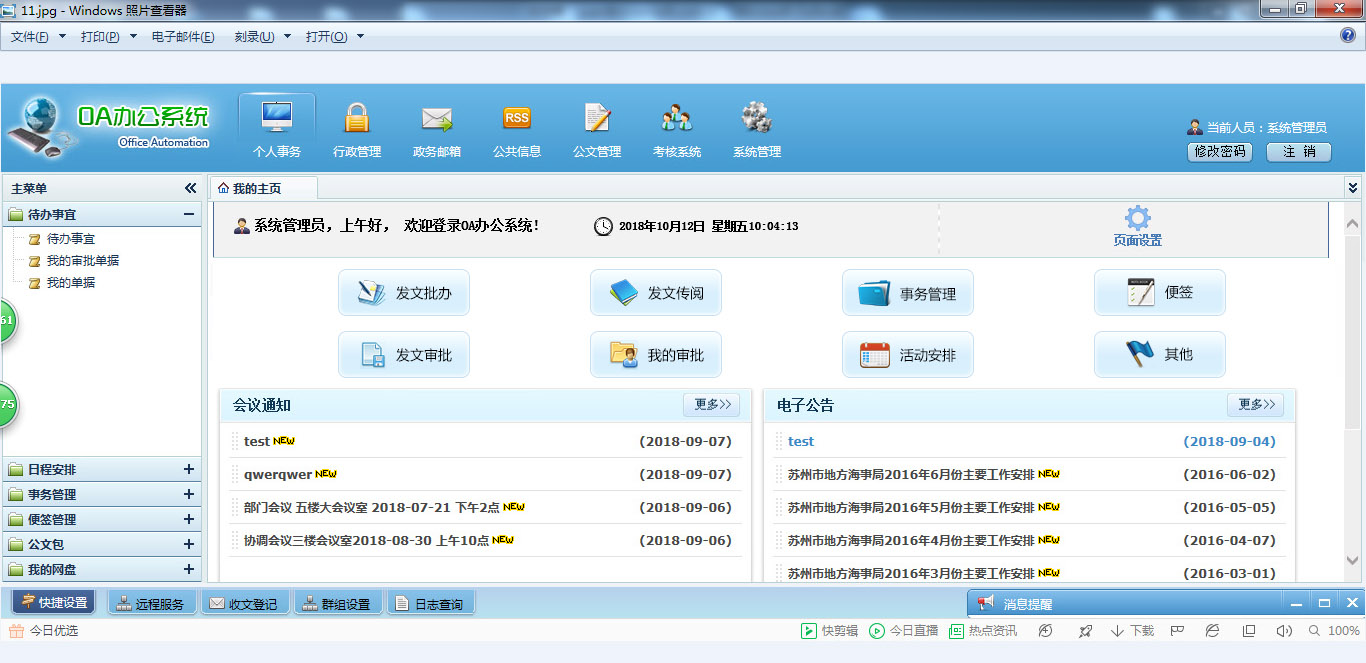 11.jpg - Windows 照片查看器
文件(F) 打印(P) 电子邮件(E) 刻录(U) 打开(O)
OA办公系统
Office Automation
个人事务 行政管理 政务邮箱 RSS 公共信息 公文管理 考核系统 系统管理
当前人员：系统管理员
修改密码 注 销
主菜单
我的主页
待办事宜
待办事宜
我的审批单据
我的单据
61
75
日程安排
事务管理
便签管理
公文包
我的网盘
系统管理员，上午好， 欢迎登录OA办公系统！ 2018年10月12日 星期五10:04:13 页面设置
发文批办 发文传阅 事务管理 便签
发文审批 我的审批 活动安排 其他
会议通知 更多>>
test NEW (2018-09-07)
qwerqwer NEW (2018-09-07)
部门会议 五楼大会议室 2018-07-21 下午2点 NEW (2018-09-06)
协调会议三楼会议室2018-08-30 上午10点 NEW (2018-09-06)
电子公告 更多>>
test (2018-09-04)
苏州市地方海事局2016年6月份主要工作安排 NEW (2016-06-02)
苏州市地方海事局2016年5月份主要工作安排 NEW (2016-05-05)
苏州市地方海事局2016年4月份主要工作安排 NEW (2016-04-07)
苏州市地方海事局2016年3月份主要工作安排 NEW (2016-03-01)
快捷设置 远程服务 收文登记 群组设置 日志查询 消息提醒
今日优选 快剪辑 今日直播 热点资讯 下载 100%